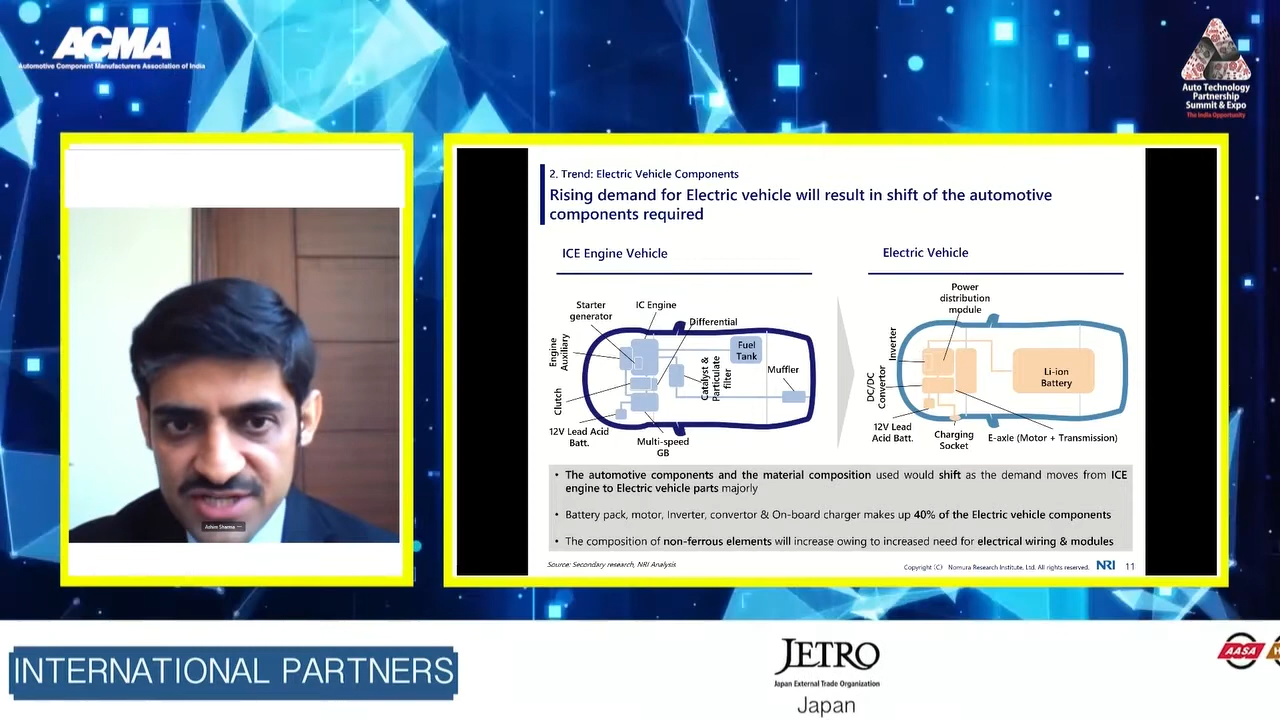 ACMA
Automotive Component Manufacturers Association of India
Auto Technology
Partnership
Summit & Expo
The India Opportunity
2. Trend: Electric Vehicle Components
Rising demand for Electric vehicle will result in shift of the automotive
components required
ICE Engine Vehicle
Electric Vehicle
Starter
generator
IC Engine
Differential
Engine
Auxiliary
Fuel
Tank
Catalyst &
Particulate
filter
Muffler
Clutch
12V Lead Acid
Batt.
Multi-speed
GB
Power
distribution
module
Inverter
DC/DC
Convertor
Li-ion
Battery
12V Lead
Acid Batt.
Charging
Socket
E-axle (Motor + Transmission)
• The automotive components and the material composition used would shift as the demand moves from ICE
engine to Electric vehicle parts majorly
• Battery pack, motor, Inverter, convertor & On-board charger makes up 40% of the Electric vehicle components
• The composition of non-ferrous elements will increase owing to increased need for electrical wiring & modules
Source: Secondary research, NRI Analysis
Copyright (C) Nomura Research Institute, Ltd. All rights reserved. NRI 11
Achim Sharma
INTERNATIONAL PARTNERS
JETRO
Japan External Trade Organization
Japan
AASA
H